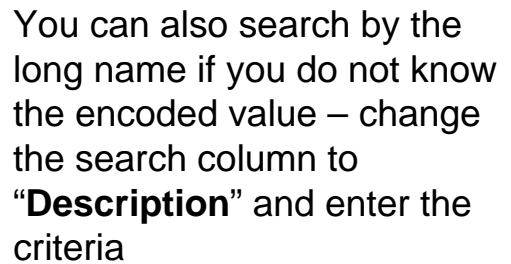 You can also search by the
long name if you do not know
the encoded value – change
the search column to
“Description” and enter the
criteria